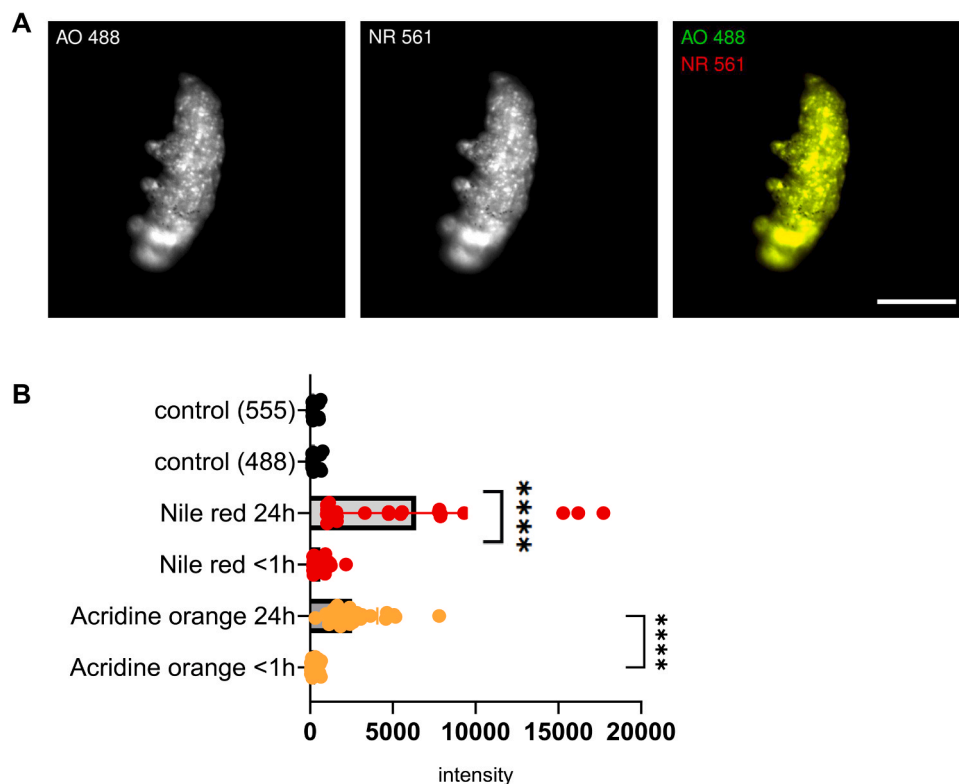 A
AO 488
NR 561
AO 488
NR 561
B
control (555)
control (488)
Nile red 24h
****
Nile red <1h
Acridine orange 24h
****
Acridine orange <1h
0 5000 10000 15000 20000
intensity